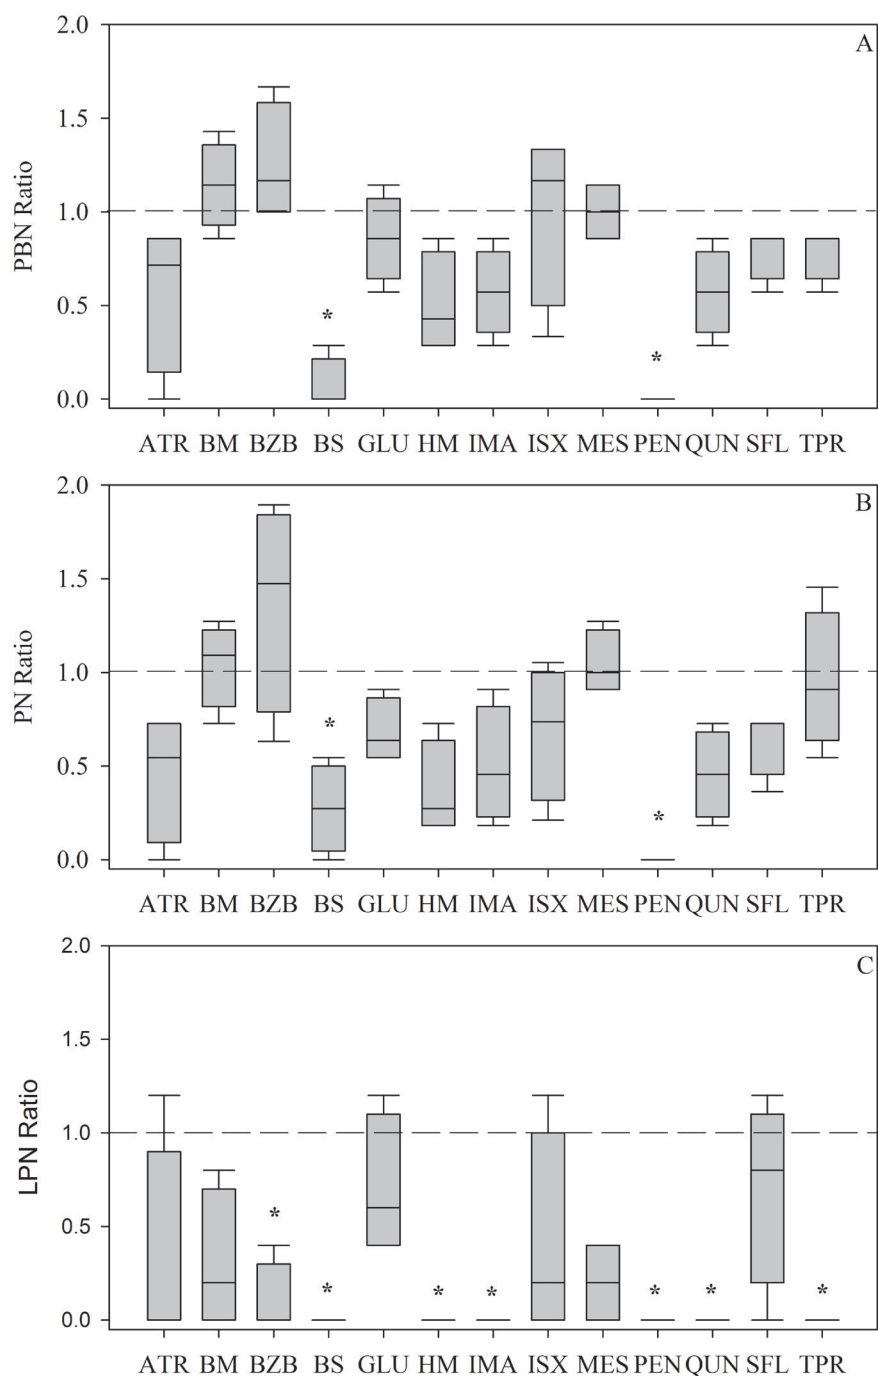 2.0
A
1.5
PBN Ratio
1.0
0.5
*
*
0.0
ATR BM BZB BS GLU HM IMA ISX MES PEN QUN SFL TPR
2.0
B
1.5
PN Ratio
1.0
*
0.5
*
0.0
ATR BM BZB BS GLU HM IMA ISX MES PEN QUN SFL TPR
2.0
C
1.5
LPN Ratio
1.0
*
0.5
* * * * * *
0.0
ATR BM BZB BS GLU HM IMA ISX MES PEN QUN SFL TPR